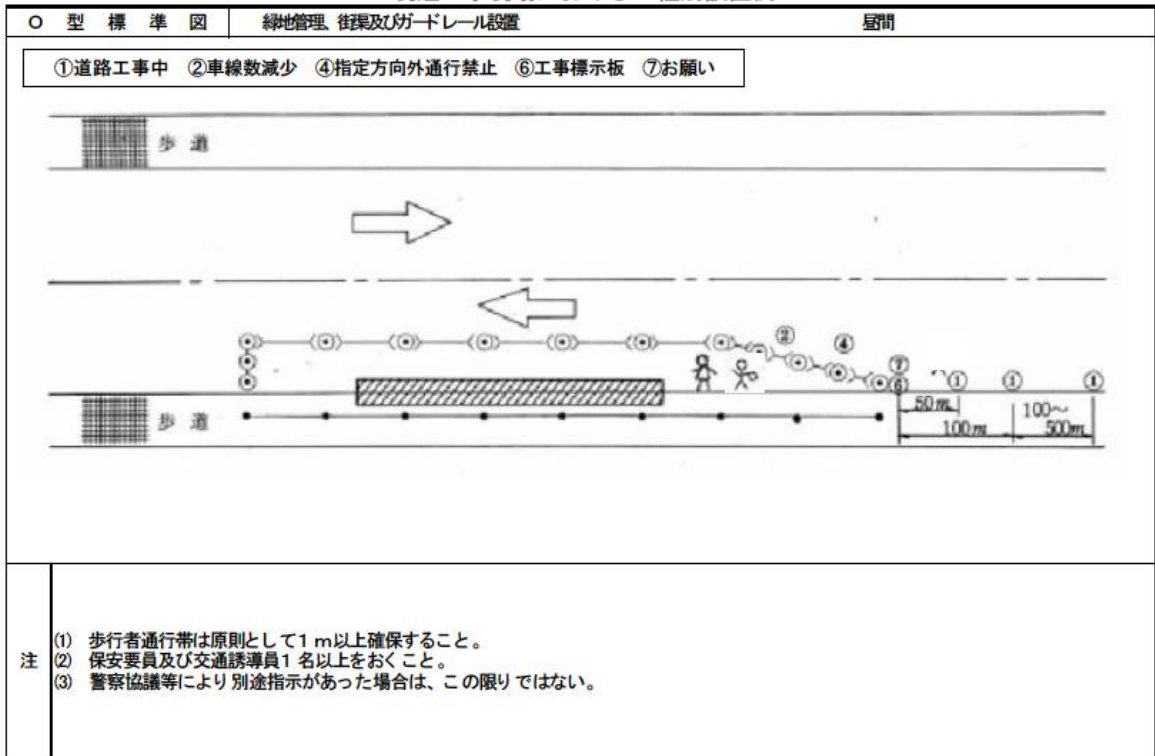 O 型 標 準 図 緑地管理、街渠及びガードレール設置 昼間
①道路工事中 ②車線数減少 ④指定方向外通行禁止 ⑥工事標示板 ⑦お願い
歩 道
②
④
⑦
⑥
① ① ①
歩 道
50m
100m
100～
500m
注
(1) 歩行者通行帯は原則として1m以上確保すること。
(2) 保安要員及び交通誘導員1名以上をおくこと。
(3) 警察協議等により別途指示があった場合は、この限りではない。